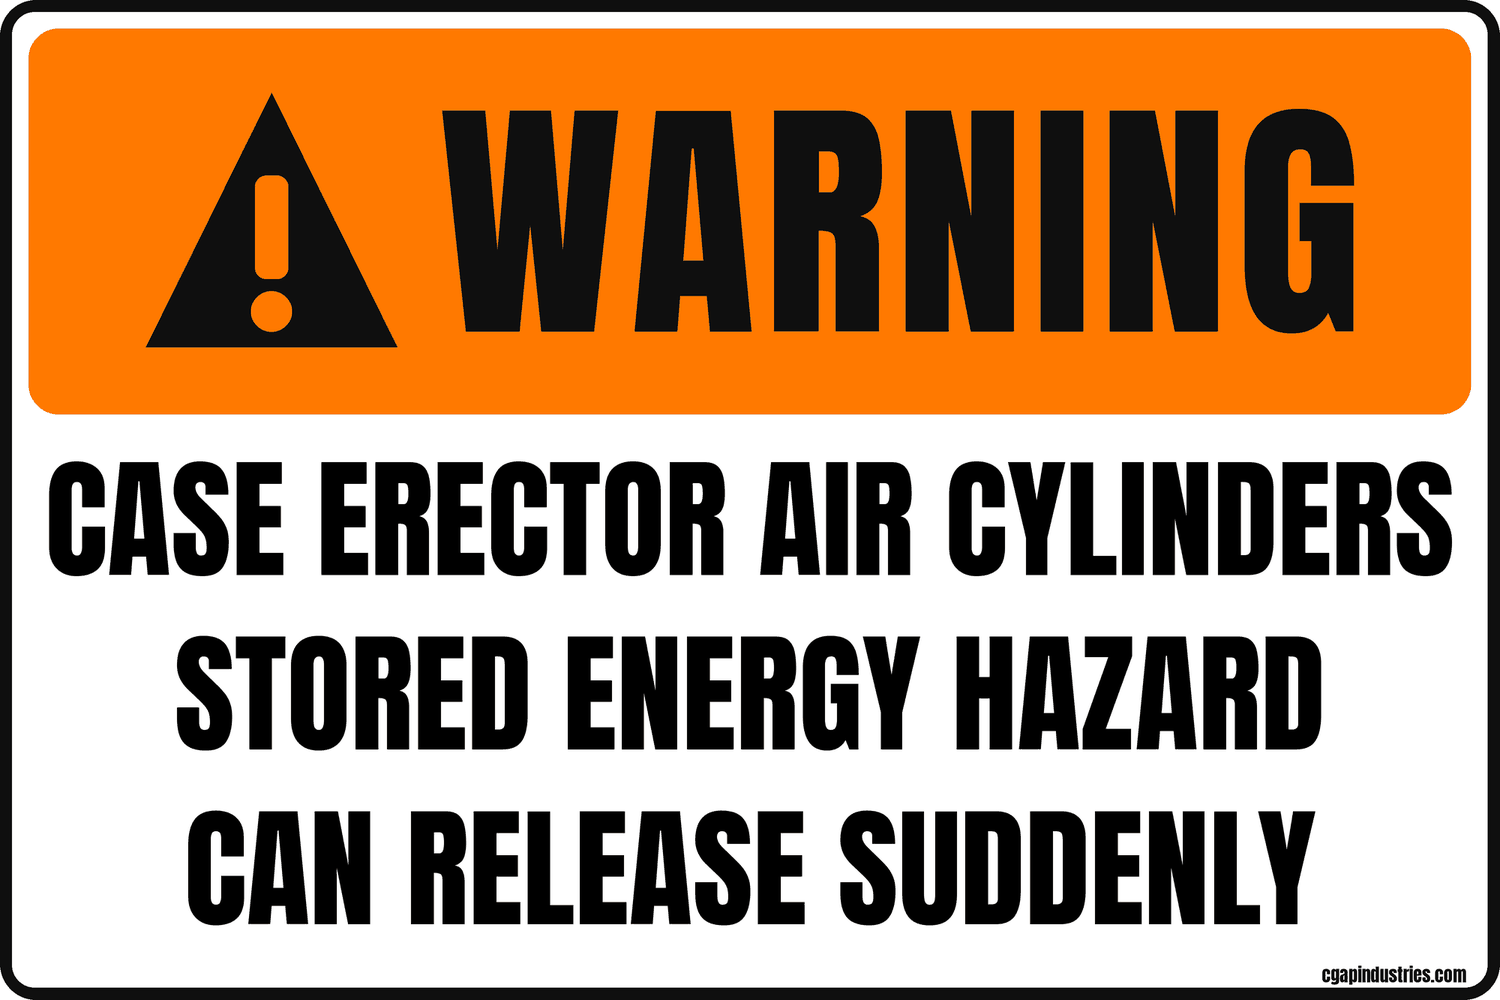 WARNING
CASE ERECTOR AIR CYLINDERS
STORED ENERGY HAZARD
CAN RELEASE SUDDENLY
cgapindustries.com